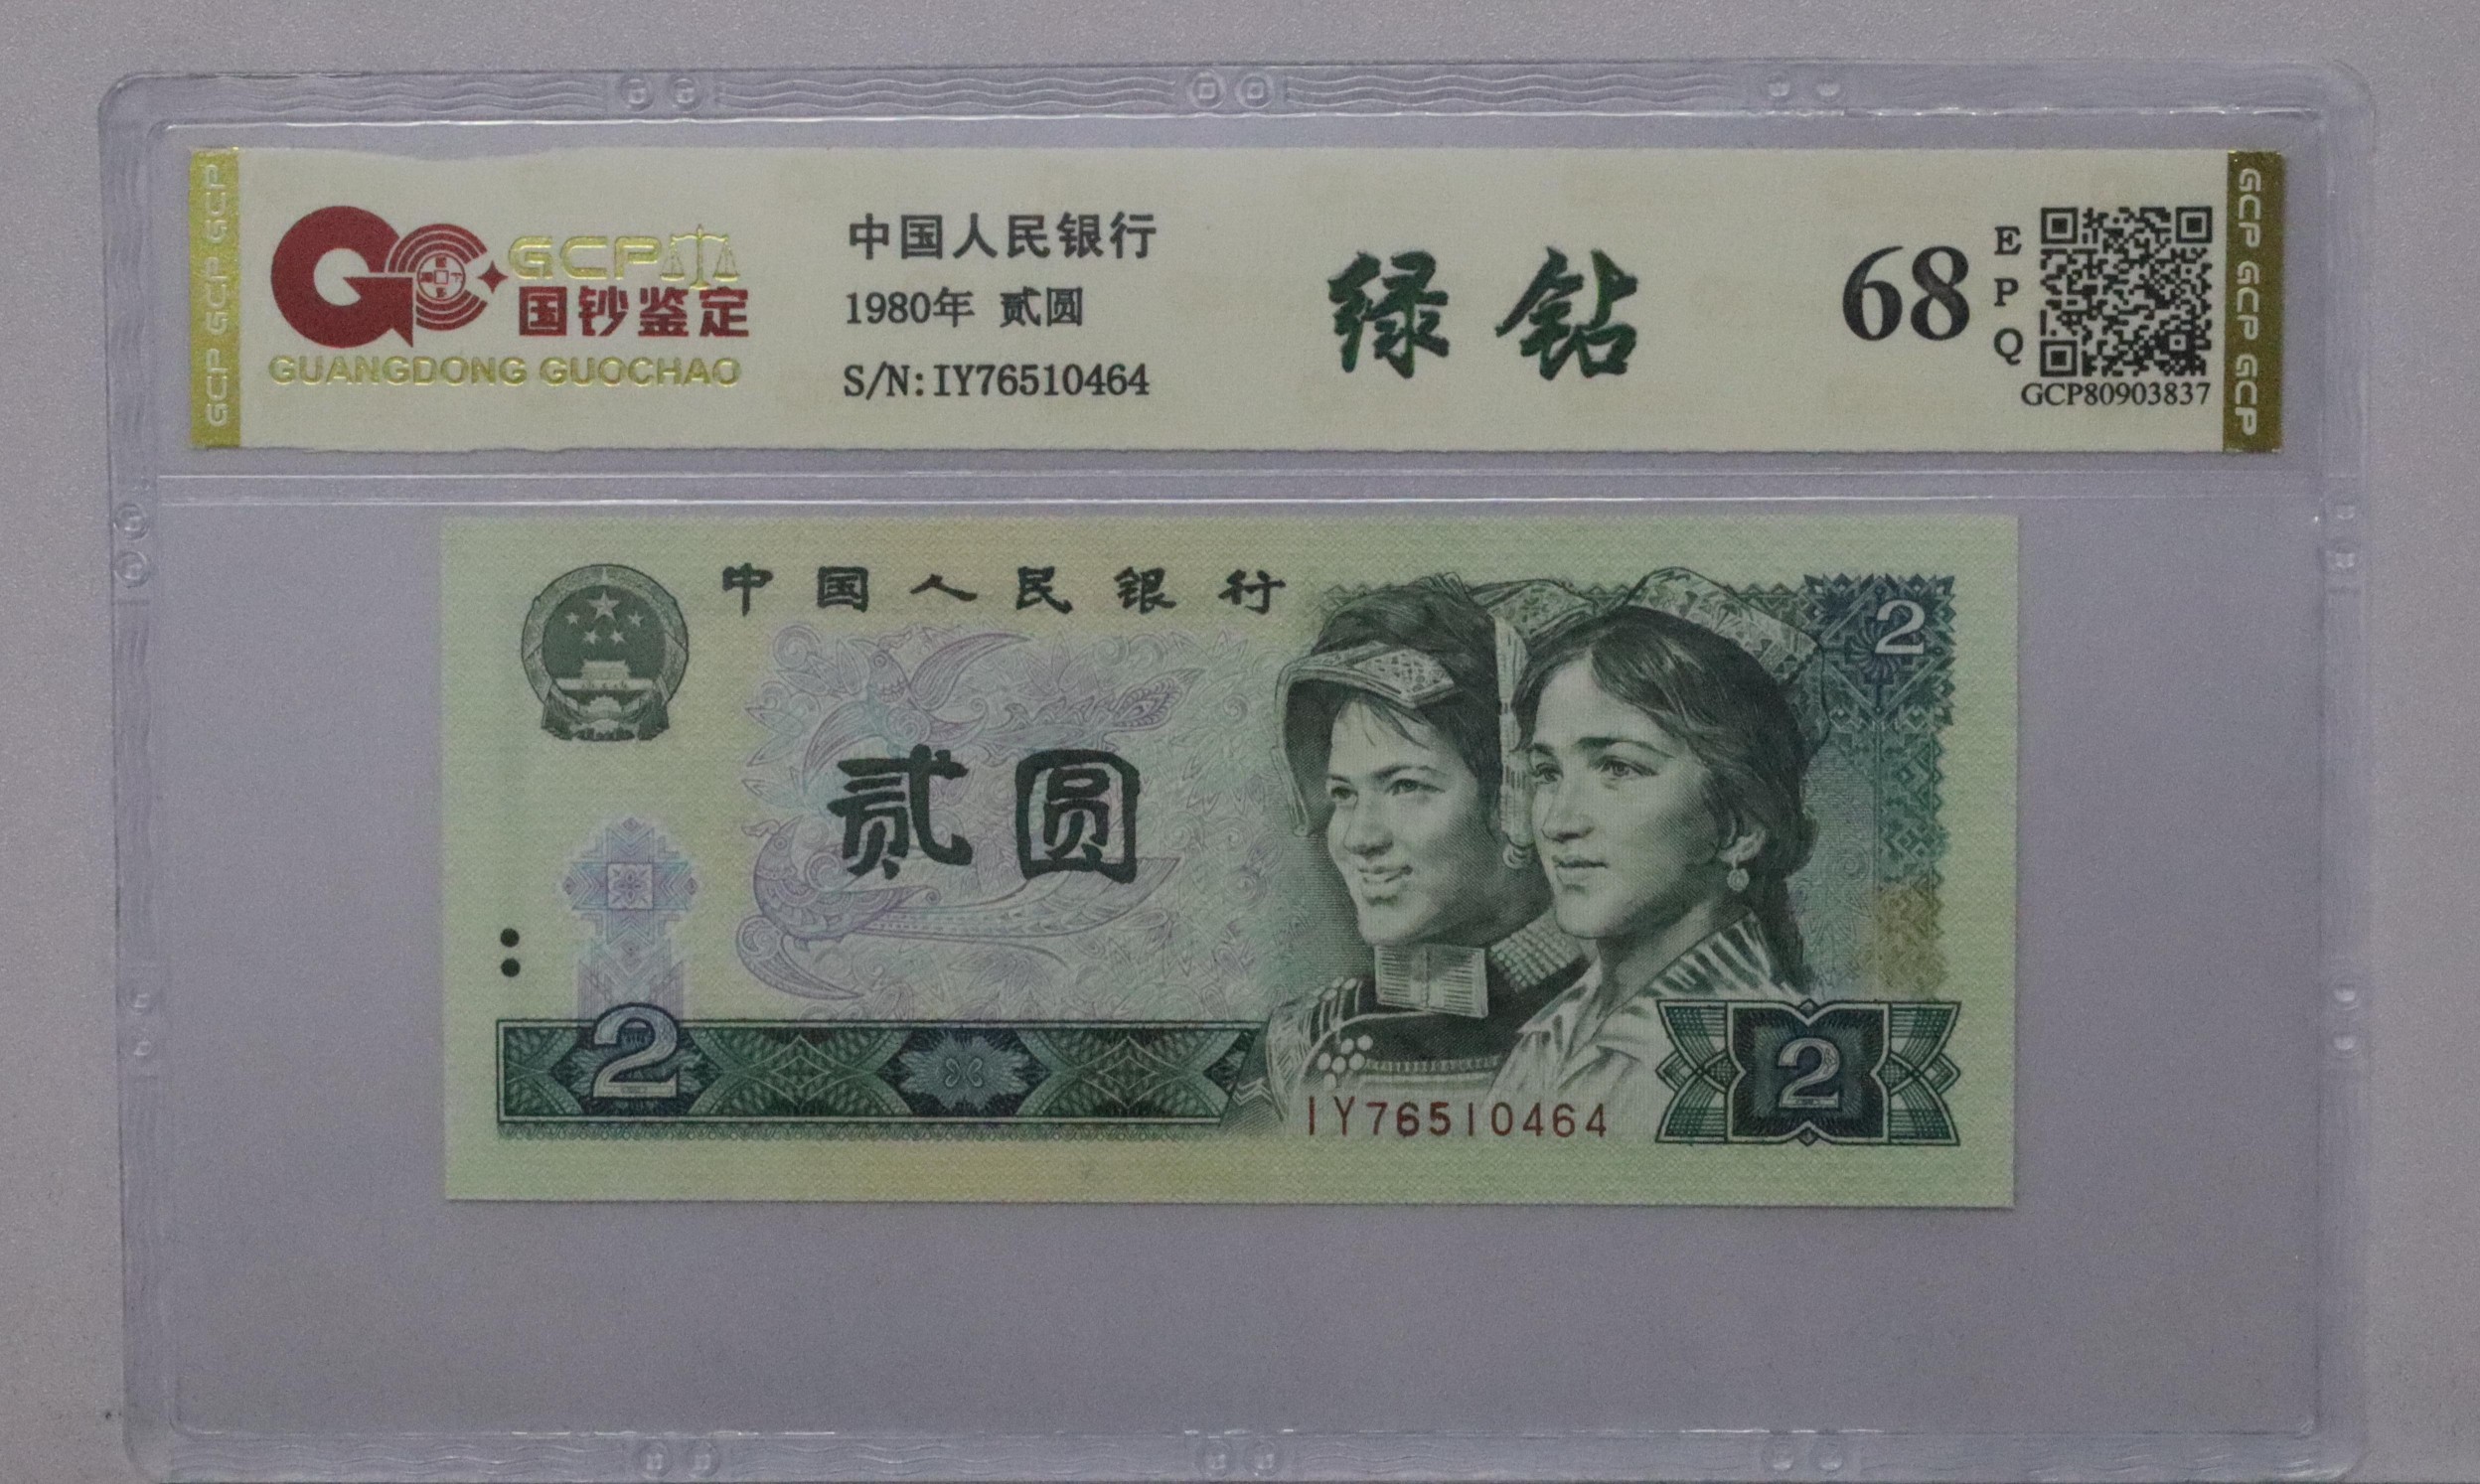 GCP GCP GCP
GCP
国钞鉴定
GUANGDONG GUOCHAO
中国人民银行
1980年 贰圆
S/N:IY76510464
绿钻
68
EPQ
GCP80903837
GCP GCP GCP
中国人民银行
2
贰圆
2
IY76510464
2